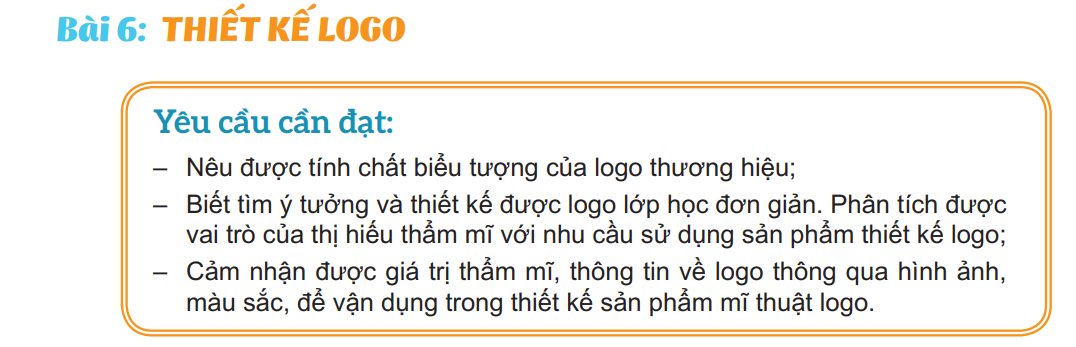 Bài 6: THIẾT KẾ LOGO
Yêu cầu cần đạt:
– Nêu được tính chất biểu tượng của logo thương hiệu;
– Biết tìm ý tưởng và thiết kế được logo lớp học đơn giản. Phân tích được
vai trò của thị hiếu thẩm mĩ với nhu cầu sử dụng sản phẩm thiết kế logo;
– Cảm nhận được giá trị thẩm mĩ, thông tin về logo thông qua hình ảnh,
màu sắc, để vận dụng trong thiết kế sản phẩm mĩ thuật logo.